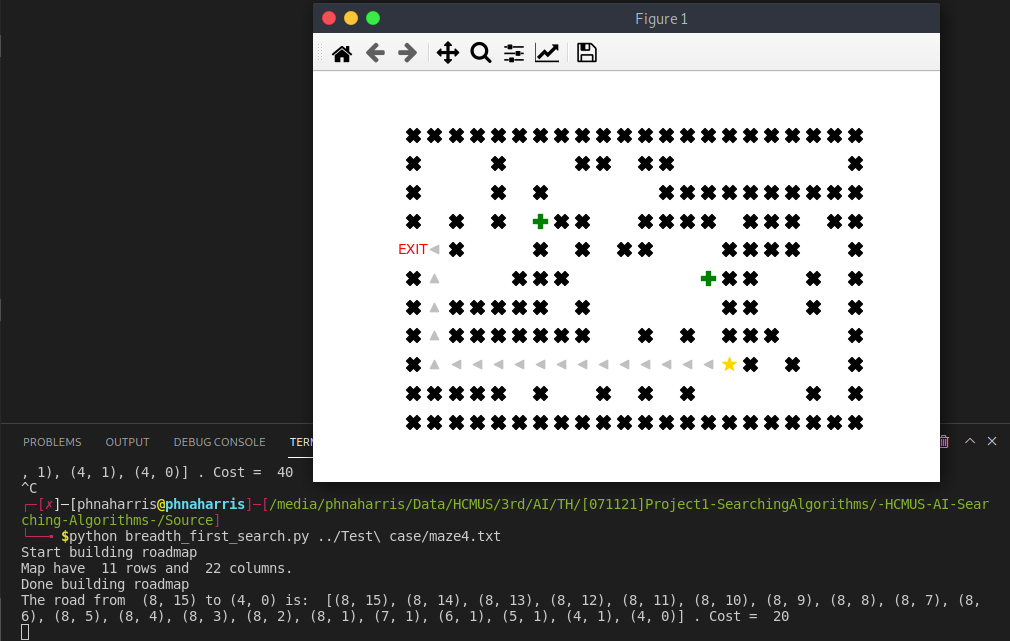 Figure 1
EXIT
PROBLEMS OUTPUT DEBUG CONSOLE TERM
, 1), (4, 1), (4, 0)] . Cost =  40
^C
┌─[✗]─[phnaharris@phnaharris]─[/media/phnaharris/Data/HCMUS/3rd/AI/TH/[071121]Project1-SearchingAlgorithms/-HCMUS-AI-Sear
ching-Algorithms-/Source]
└──╼ $python breadth_first_search.py ../Test\ case/maze4.txt
Start building roadmap
Map have  11 rows and  22 columns.
Done building roadmap
The road from  (8, 15) to (4, 0) is:  [(8, 15), (8, 14), (8, 13), (8, 12), (8, 11), (8, 10), (8, 9), (8, 8), (8, 7), (8,
6), (8, 5), (8, 4), (8, 3), (8, 2), (8, 1), (7, 1), (6, 1), (5, 1), (4, 1), (4, 0)] . Cost =  20